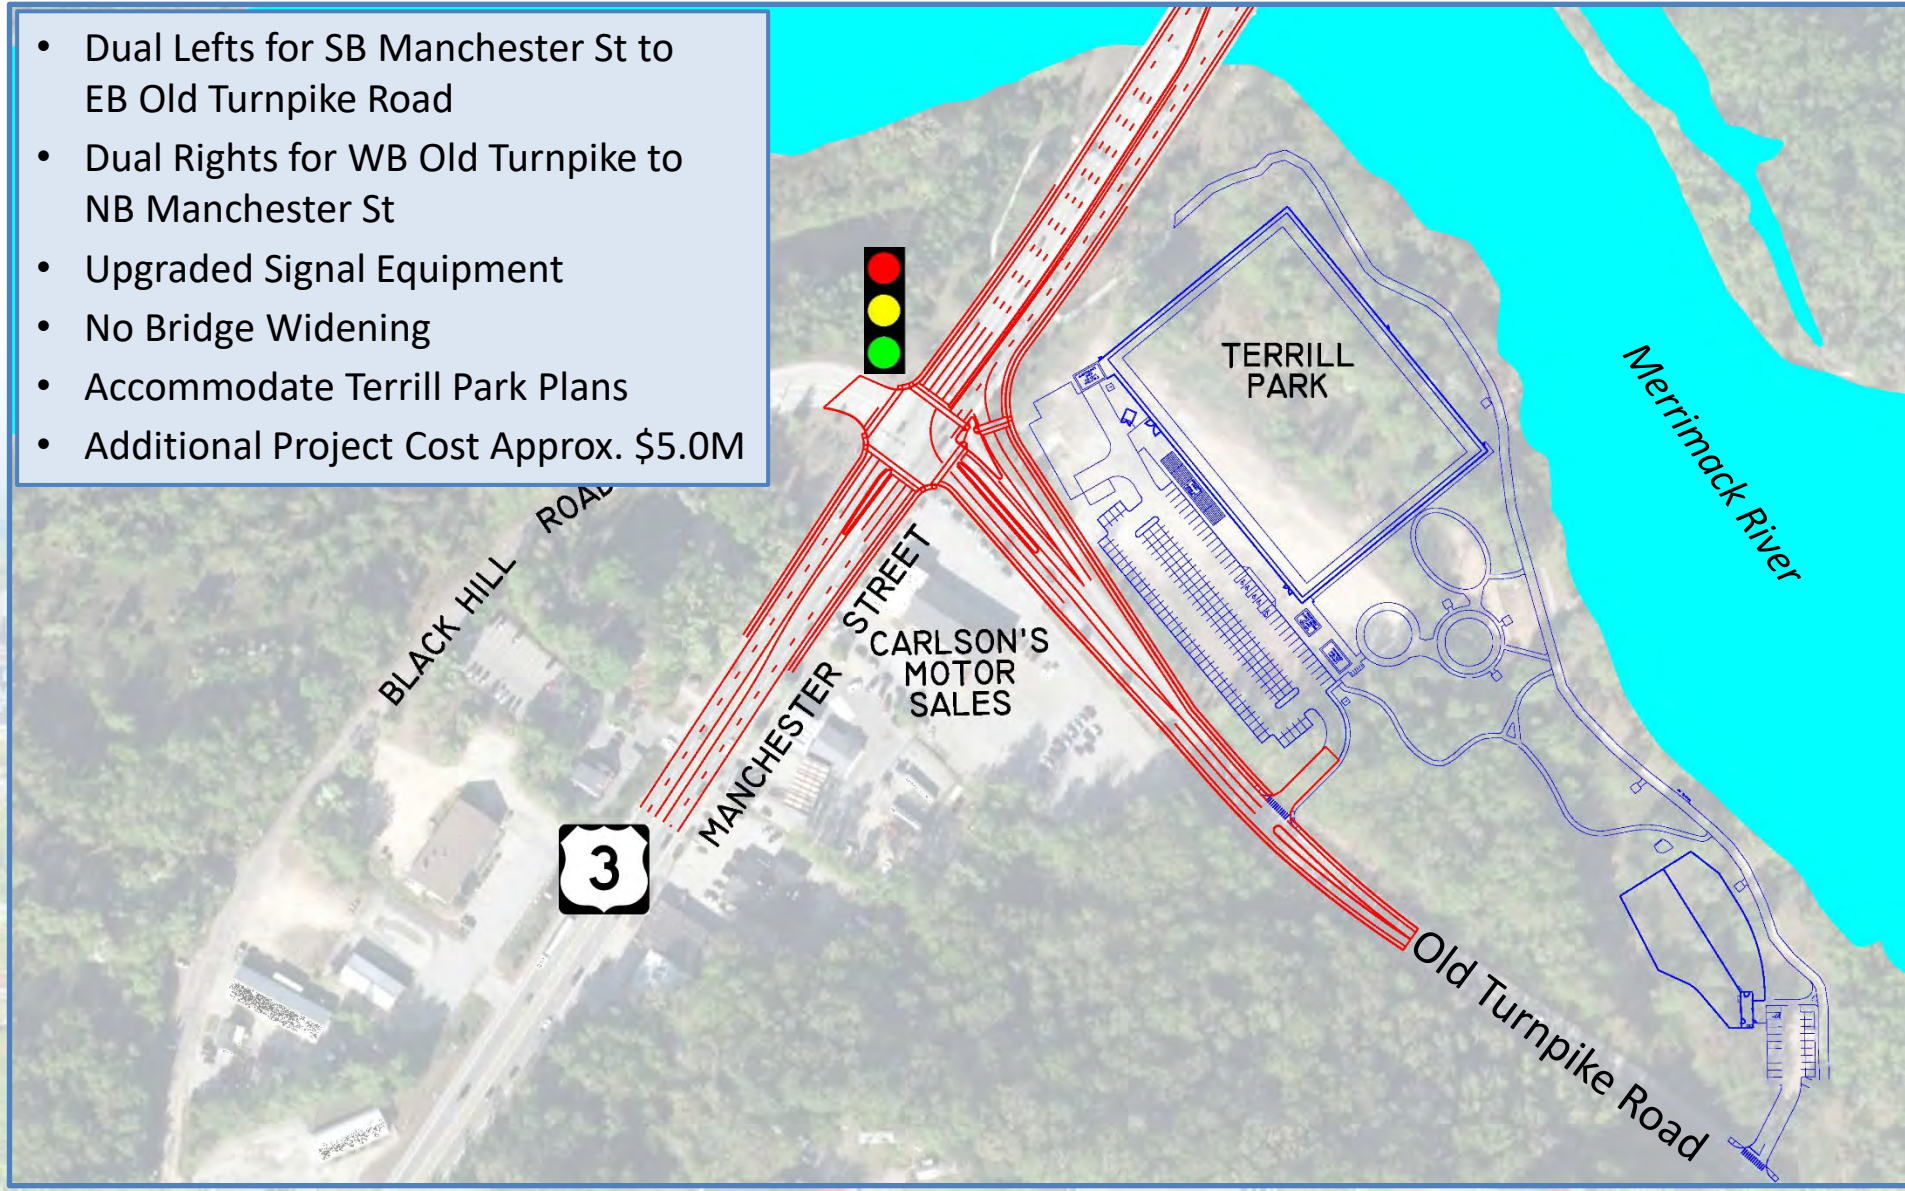 • Dual Lefts for SB Manchester St to
EB Old Turnpike Road
• Dual Rights for WB Old Turnpike to
NB Manchester St
• Upgraded Signal Equipment
• No Bridge Widening
• Accommodate Terrill Park Plans
• Additional Project Cost Approx. $5.0M
TERRILL
PARK
Merrimack River
BLACK HILL ROAD
MANCHESTER STREET
CARLSON'S
MOTOR
SALES
3
Old Turnpike Road